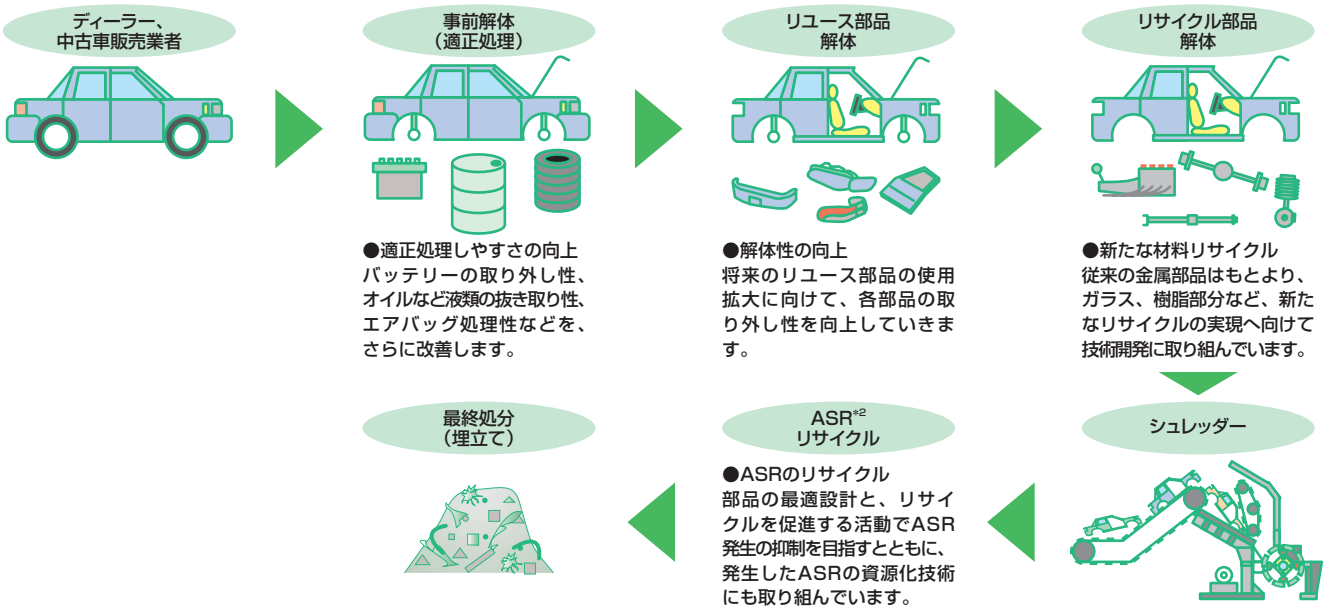 ディーラー、
中古車販売業者
事前解体
（適正処理）
リユース部品
解体
リサイクル部品
解体
●適正処理しやすさの向上
バッテリーの取り外し性、
オイルなど液類の抜き取り性、
エアバッグ処理性などを、
さらに改善します。
●解体性の向上
将来のリユース部品の使用
拡大に向けて、各部品の取
り外し性を向上していきま
す。
●新たな材料リサイクル
従来の金属部品はもとより、
ガラス、樹脂部分など、新た
なリサイクルの実現へ向けて
技術開発に取り組んでいます。
シュレッダー
ASR*2
リサイクル
●ASRのリサイクル
部品の最適設計と、リサイ
クルを促進する活動でASR
発生の抑制を目指すとともに、
発生したASRの資源化技術
にも取り組んでいます。
最終処分
（埋立て）